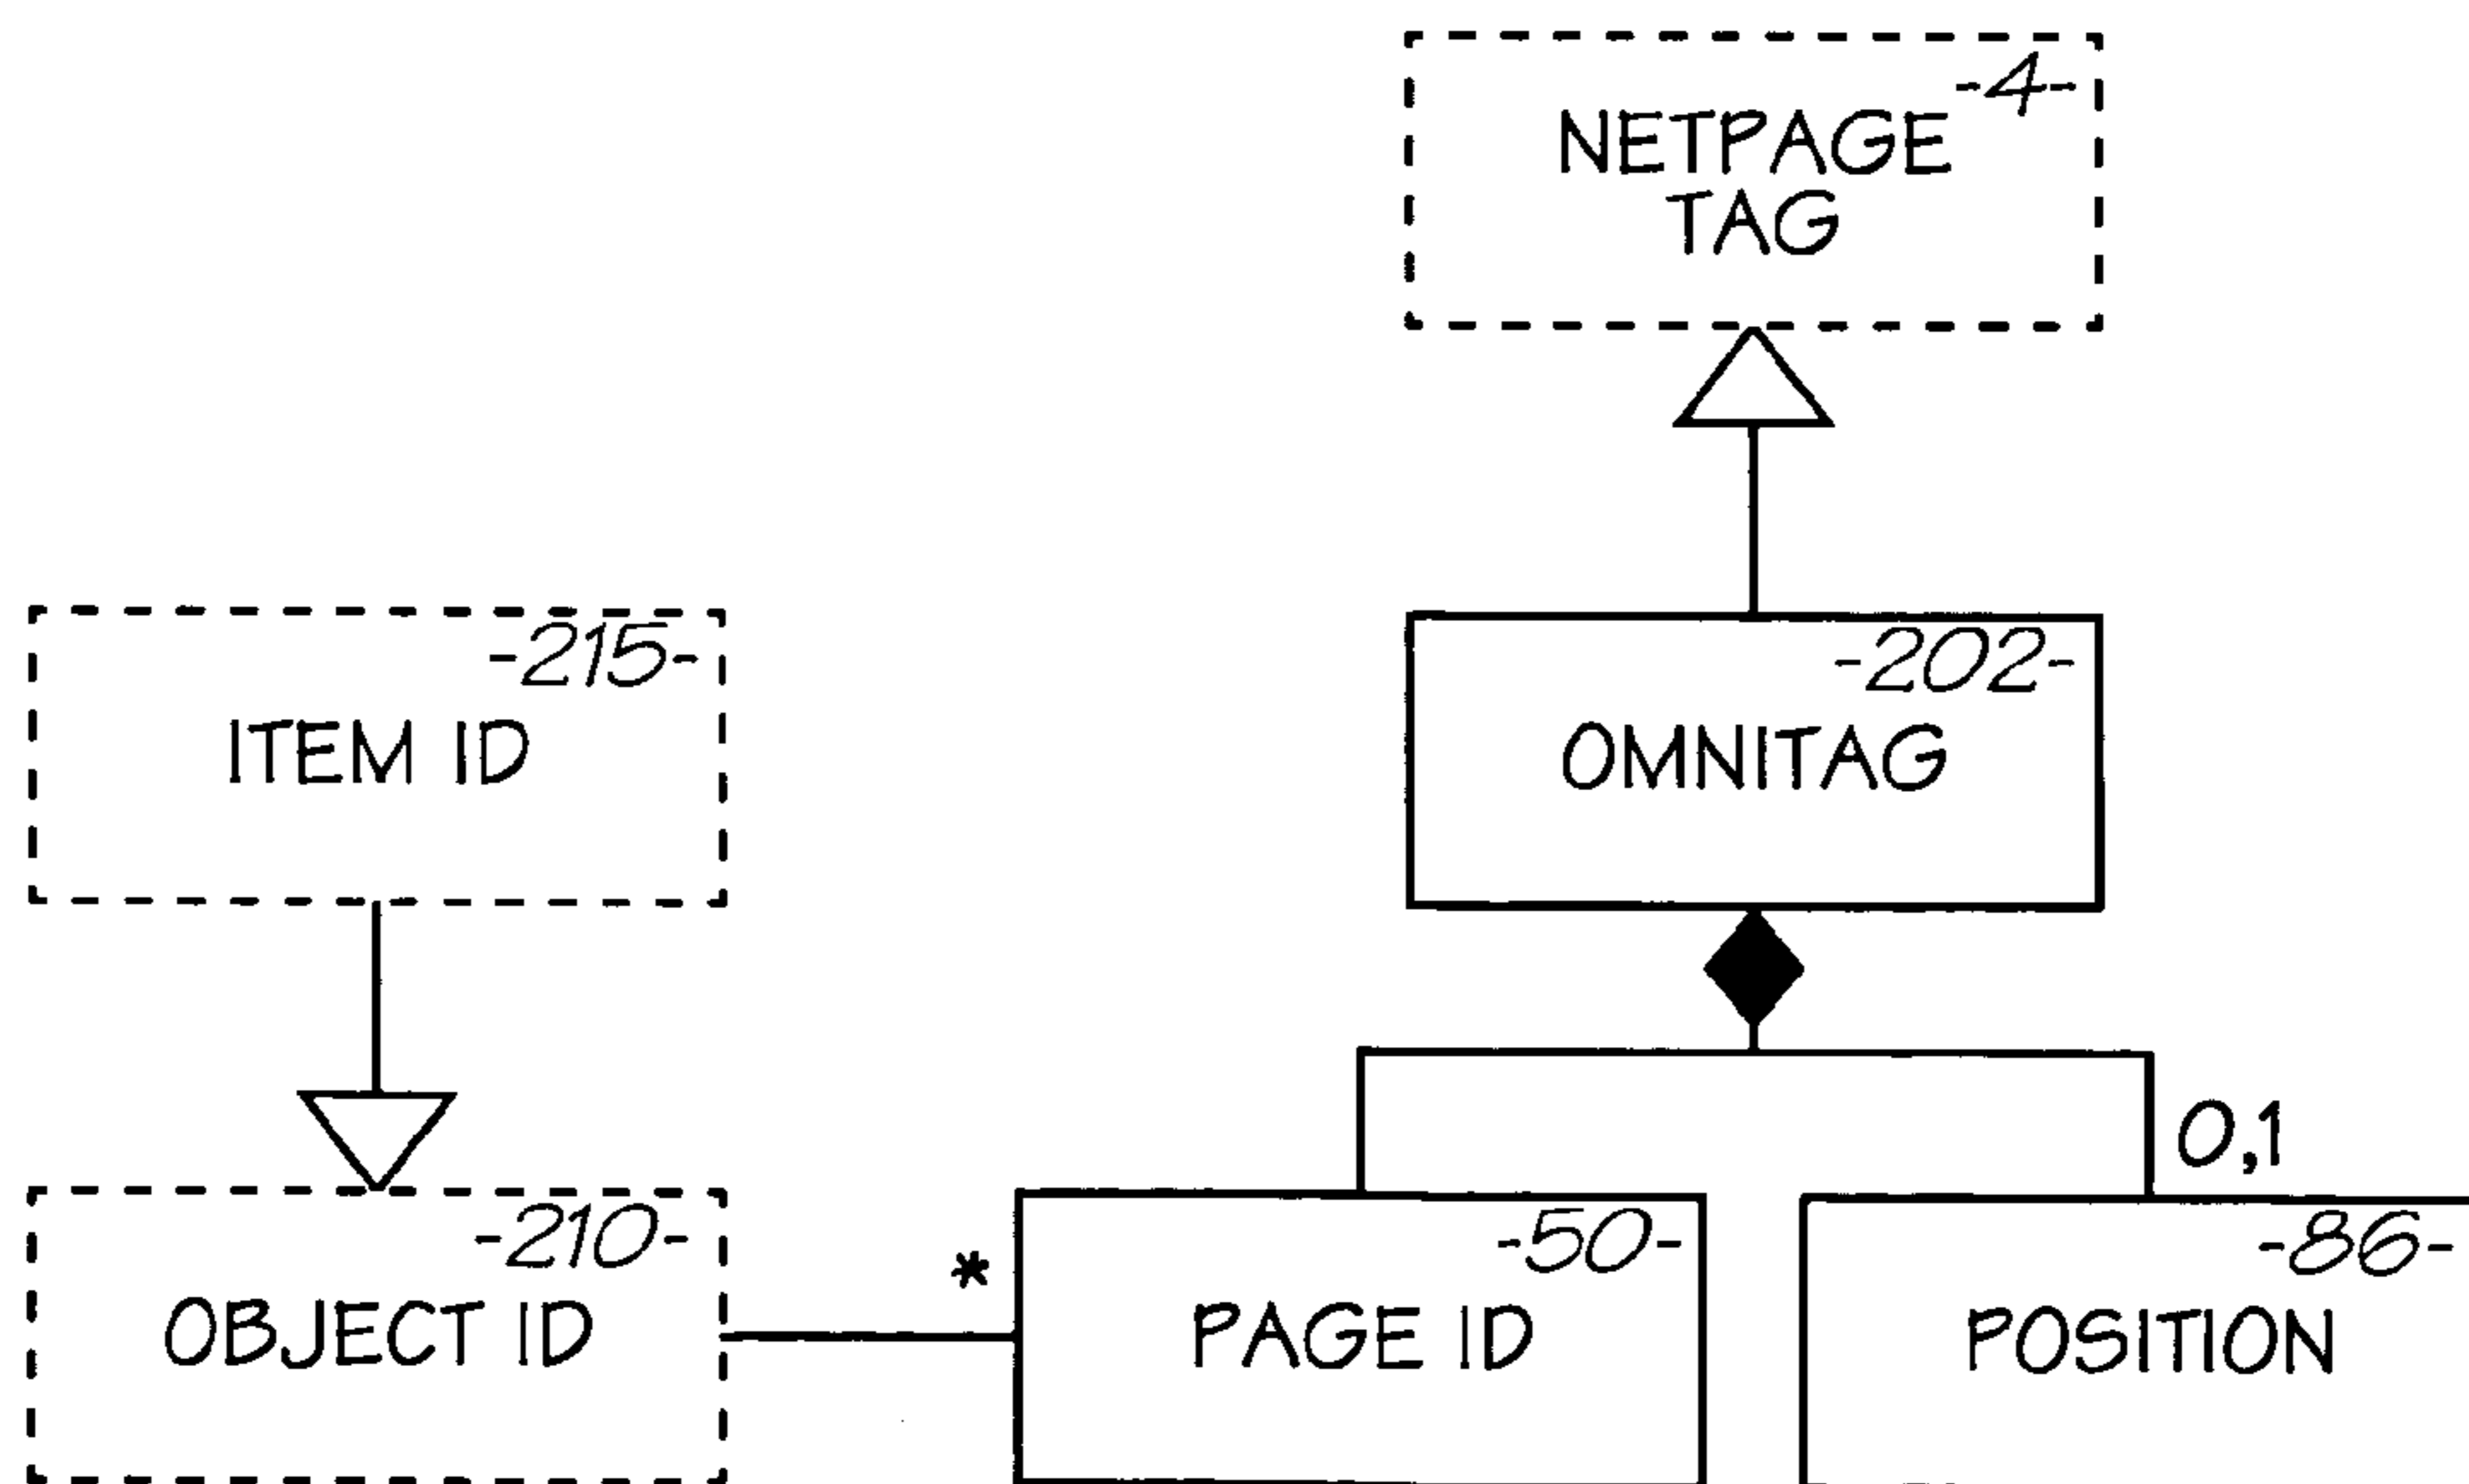 -4-
NETPAGE
TAG
-215-
ITEM ID
-202-
OMNITAG
0,1
-210-
OBJECT ID
*
-50-
PAGE ID
-86-
POSITION